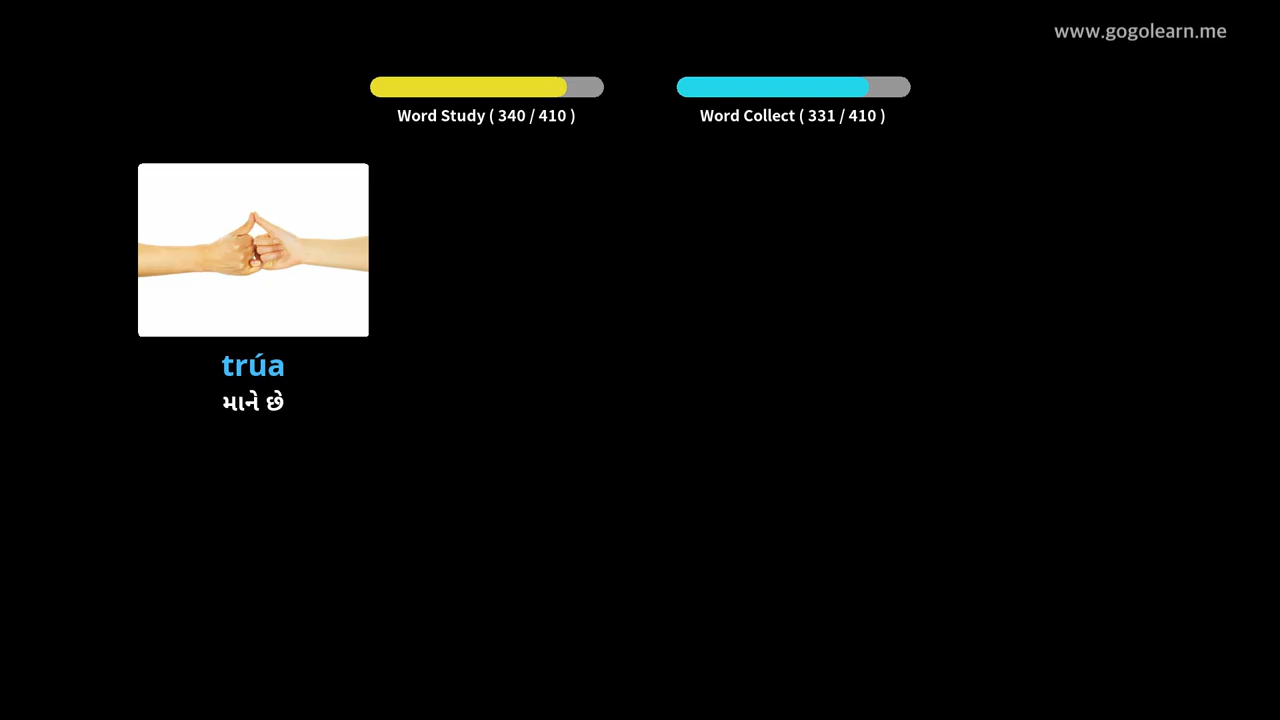 www.gogolearn.me
Word Study ( 340 / 410 )
Word Collect ( 331 / 410 )
trúa
માને છે